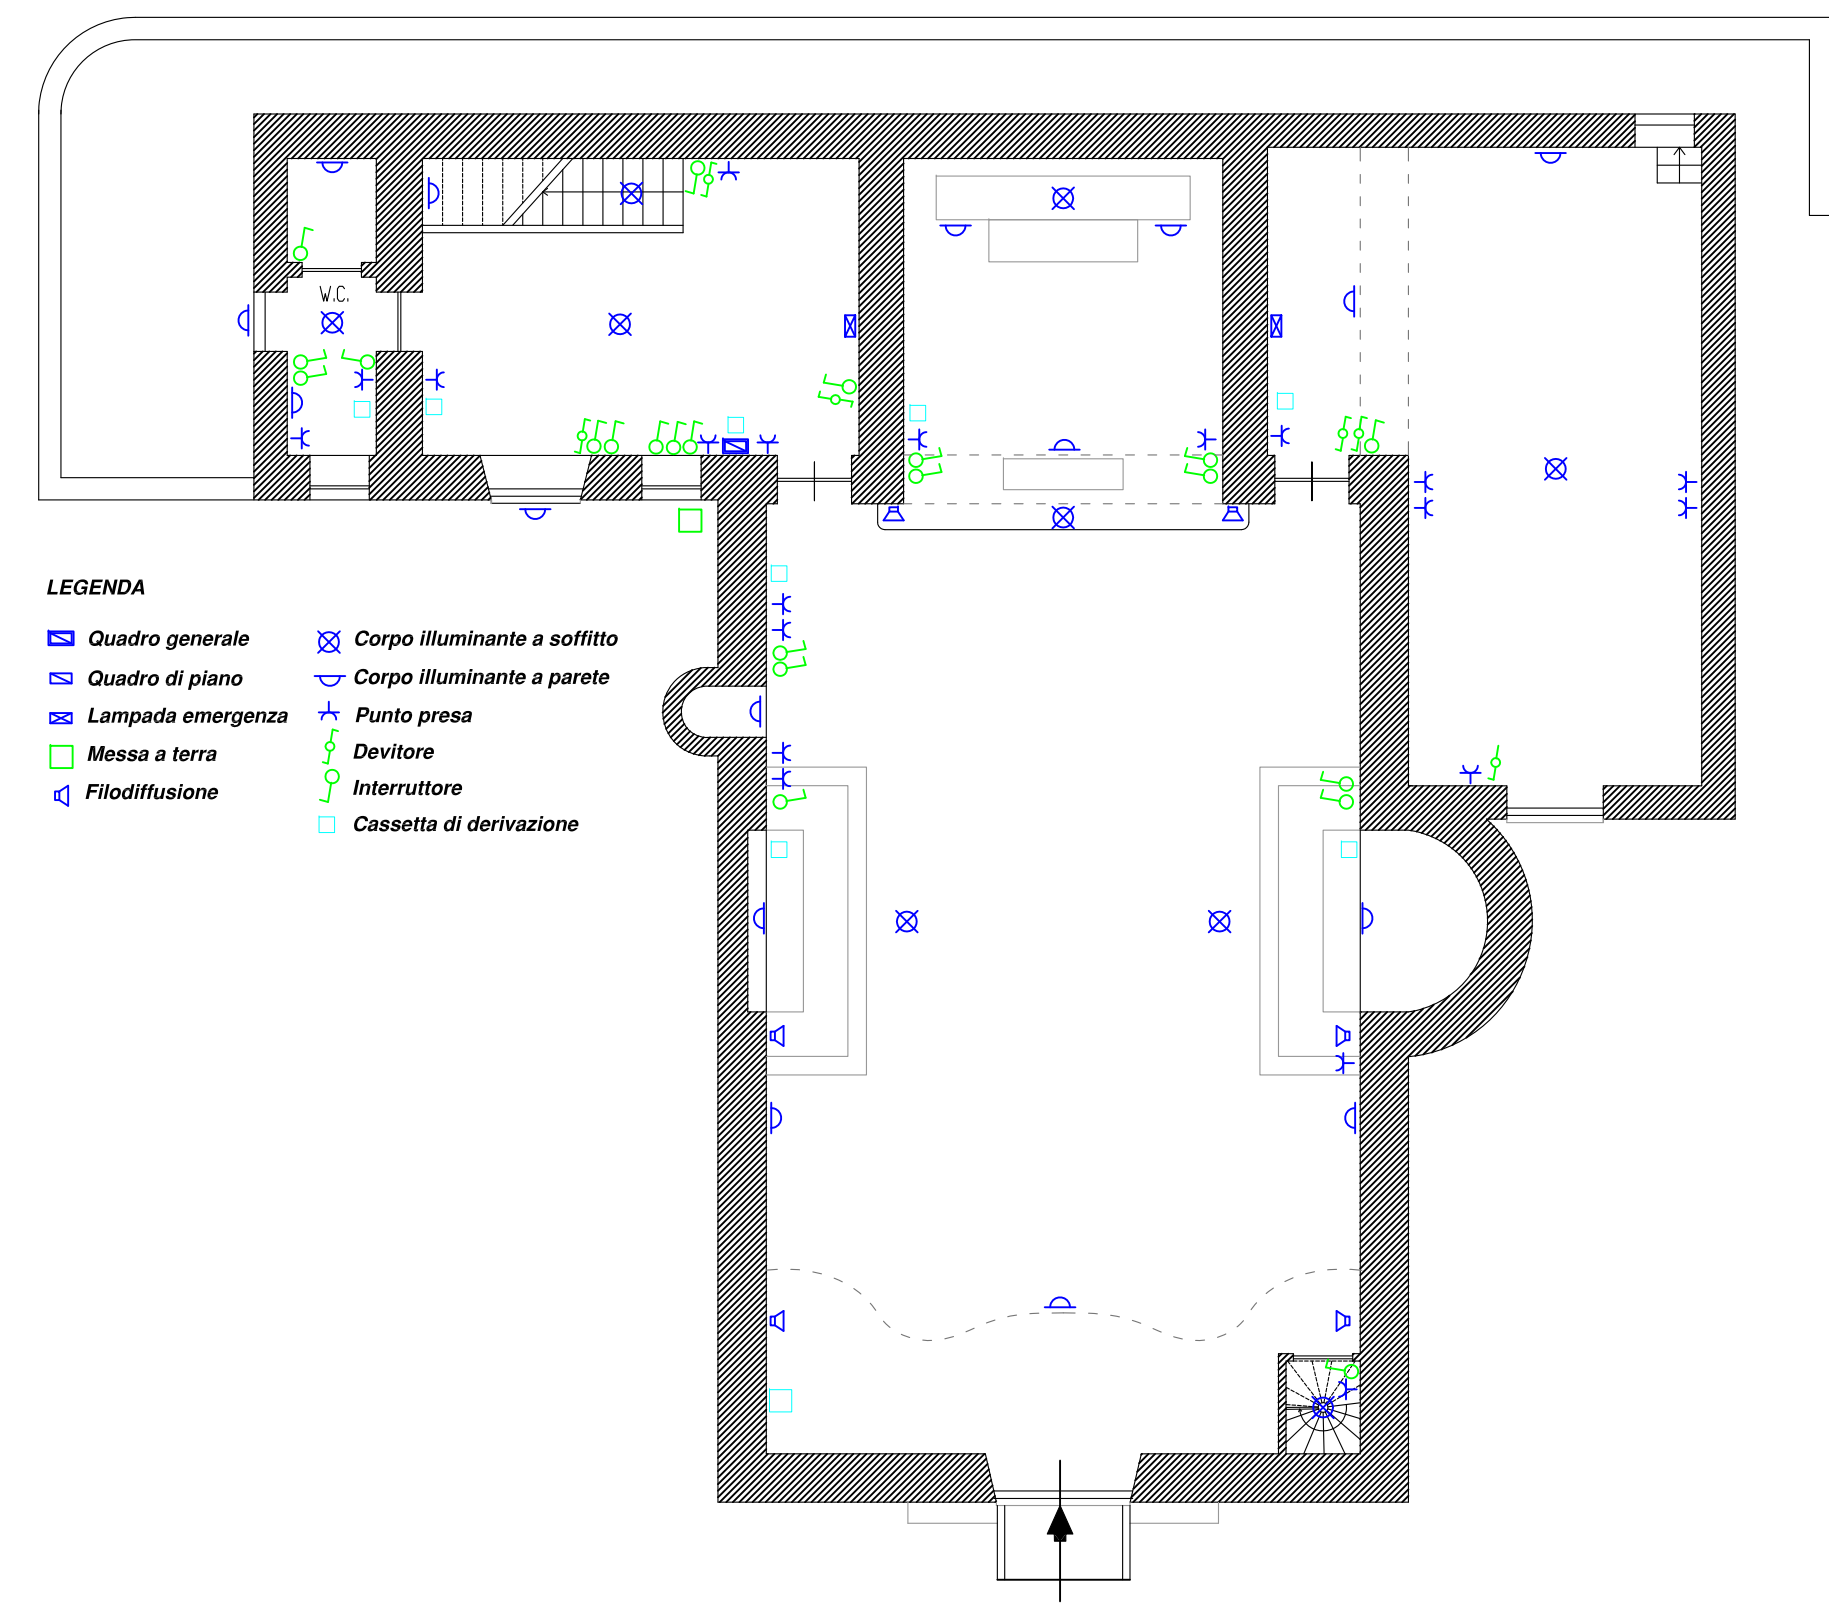 W.C.
LEGENDA
Quadro generale
Quadro di piano
Lampada emergenza
Messa a terra
Filodiffusione
Corpo illuminante a soffitto
Corpo illuminante a parete
Punto presa
Devitore
Interruttore
Cassetta di derivazione